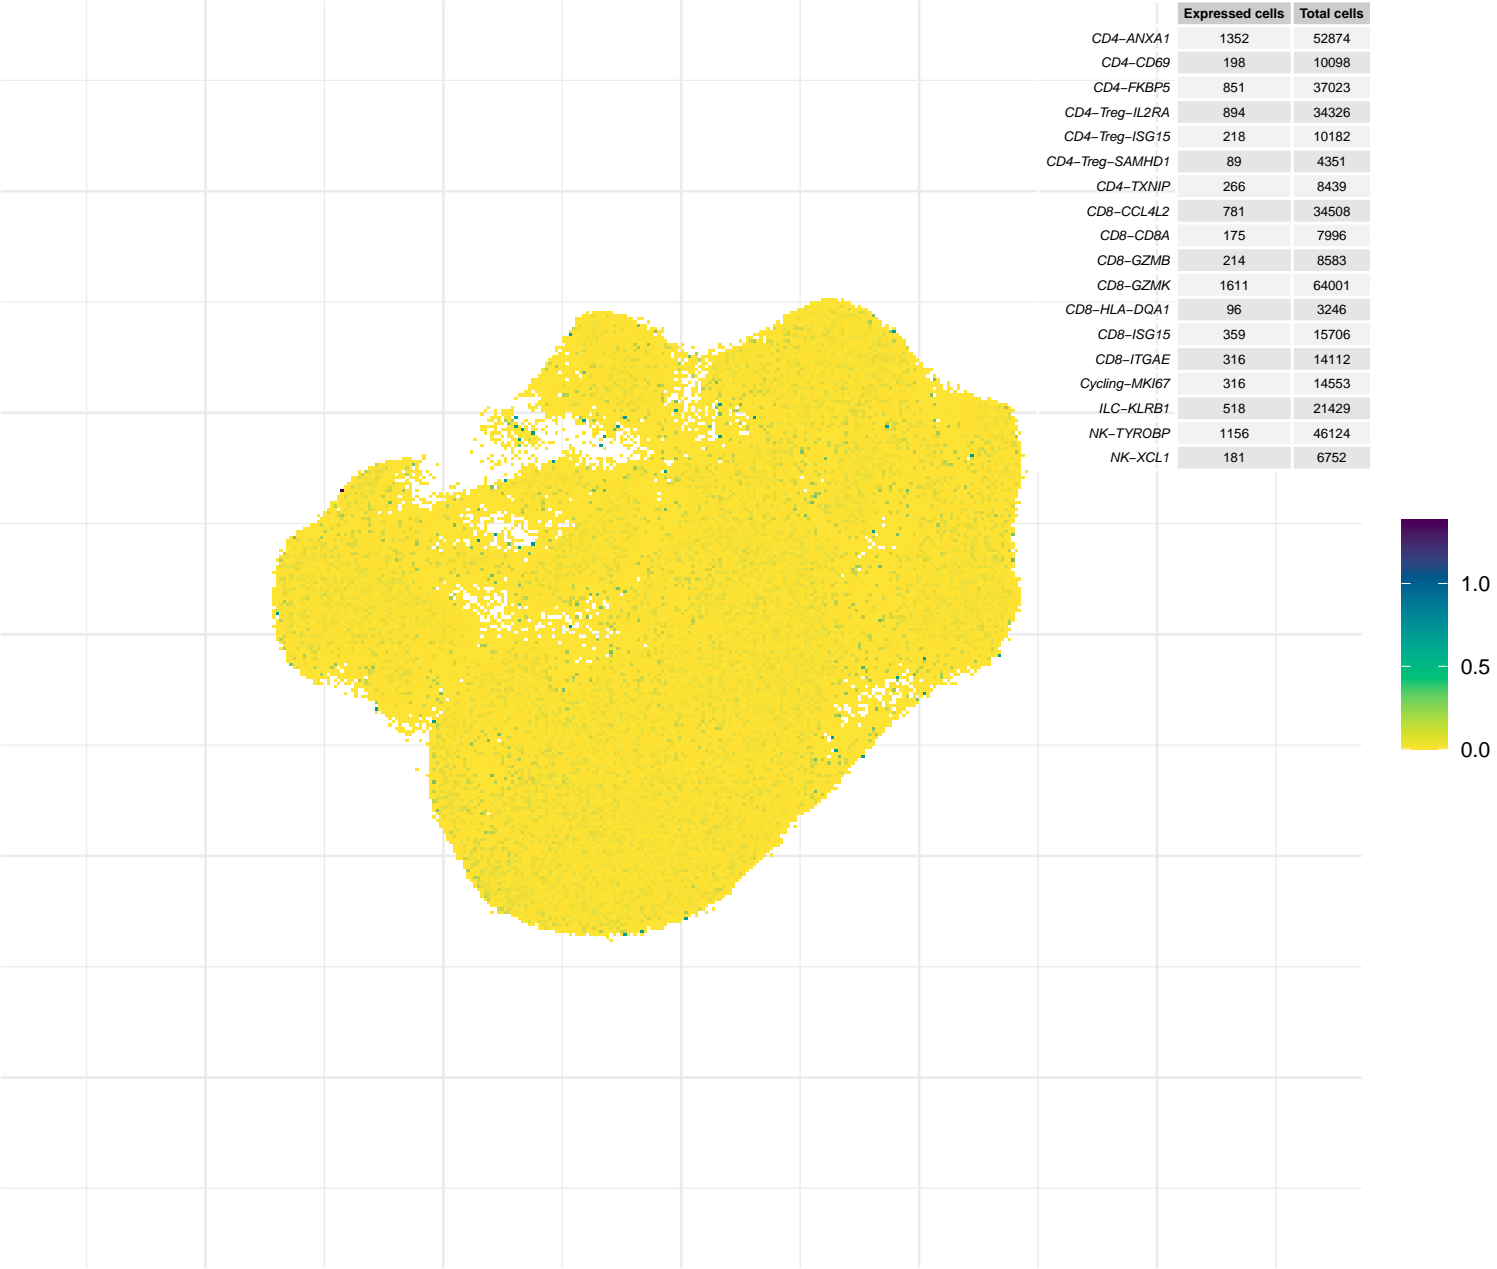 Expressed cells Total cells
CD4−ANXA1 1352 52874
CD4−CD69 198 10098
CD4−FKBP5 851 37023
CD4−Treg−IL2RA 894 34326
CD4−Treg−ISG15 218 10182
CD4−Treg−SAMHD1 89 4351
CD4−TXNIP 266 8439
CD8−CCL4L2 781 34508
CD8−CD8A 175 7996
CD8−GZMB 214 8583
CD8−GZMK 1611 64001
CD8−HLA−DQA1 96 3246
CD8−ISG15 359 15706
CD8−ITGAE 316 14112
Cycling−MKI67 316 14553
ILC−KLRB1 518 21429
NK−TYROBP 1156 46124
NK−XCL1 181 6752
1.0
0.5
0.0